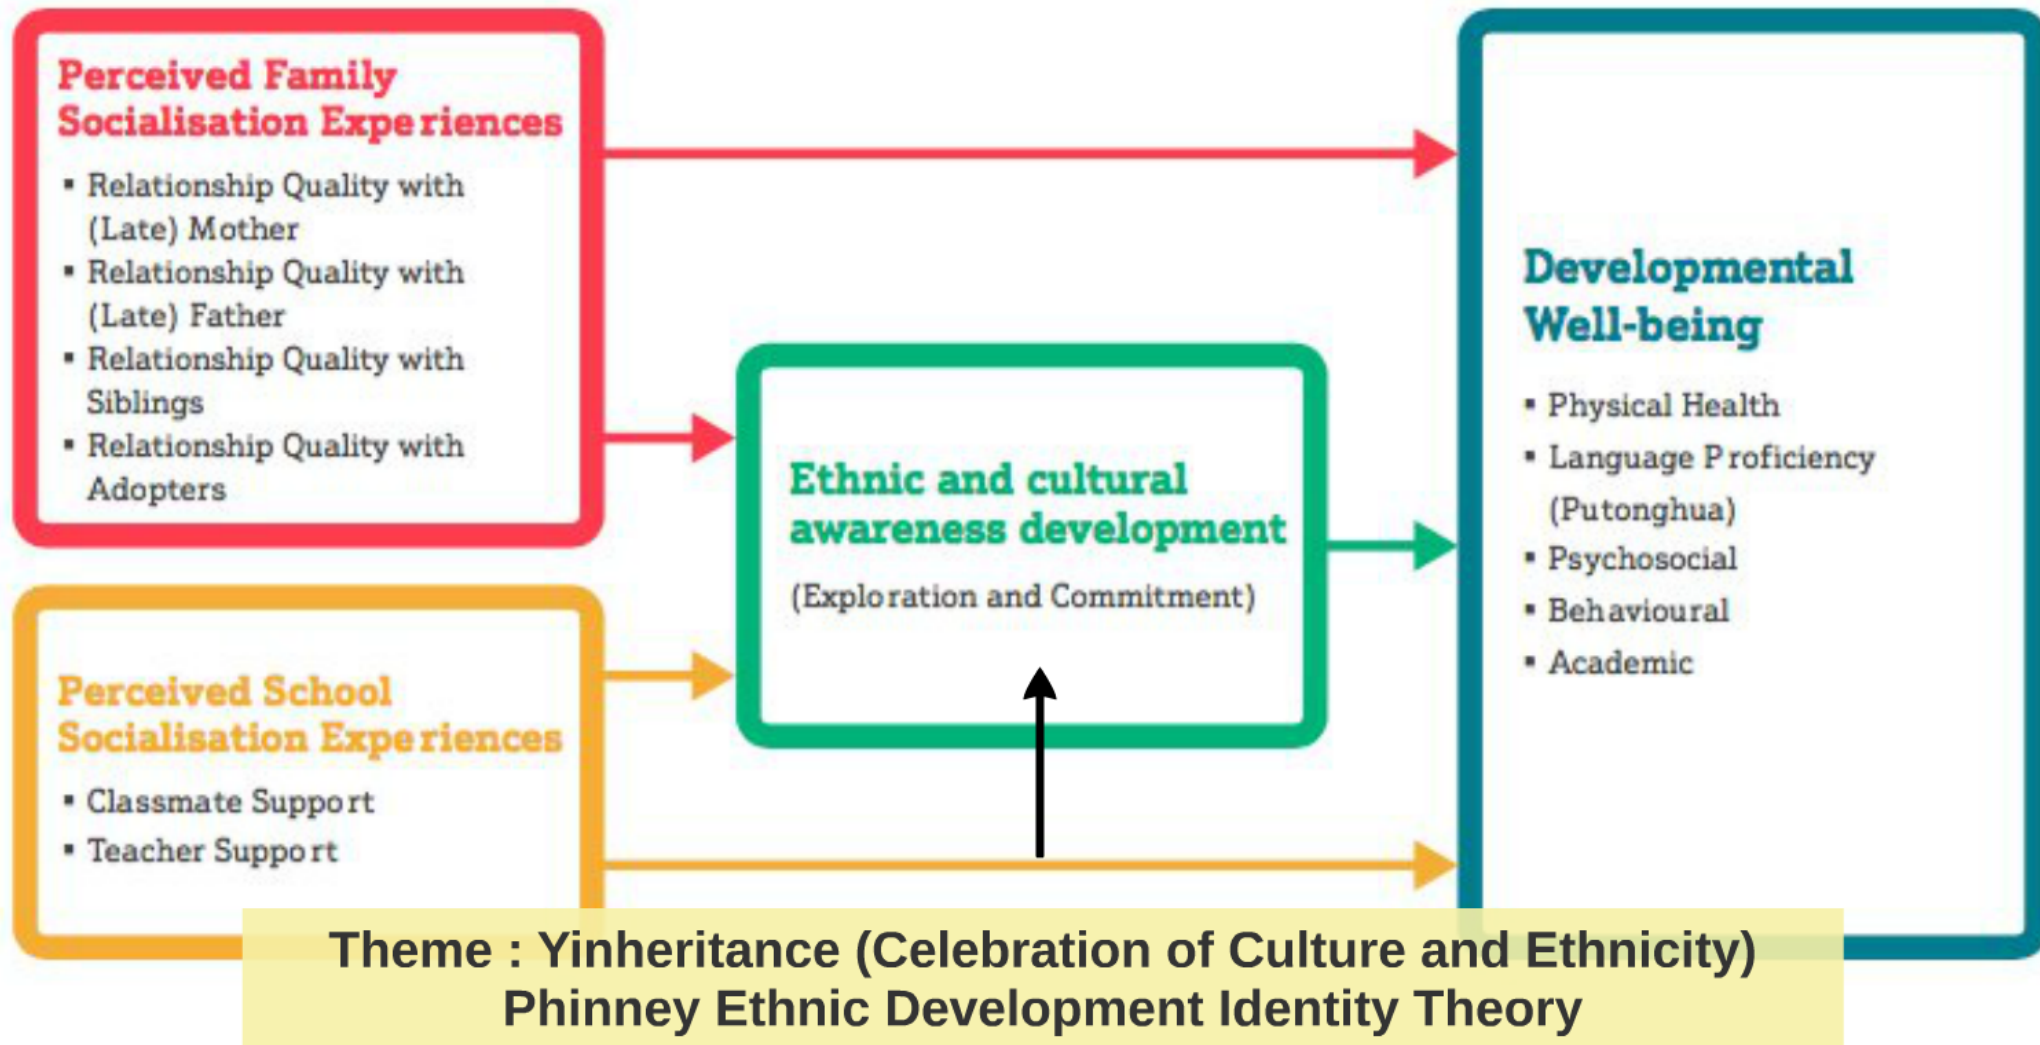 Perceived Family
Socialisation Experiences
▪ Relationship Quality with
(Late) Mother
▪ Relationship Quality with
(Late) Father
▪ Relationship Quality with
Siblings
▪ Relationship Quality with
Adopters
Perceived School
Socialisation Experiences
▪ Classmate Support
▪ Teacher Support
Ethnic and cultural
awareness development
(Exploration and Commitment)
Developmental
Well-being
▪ Physical Health
▪ Language Proficiency
(Putonghua)
▪ Psychosocial
▪ Behavioural
▪ Academic
Theme : Yinheritance (Celebration of Culture and Ethnicity)
Phinney Ethnic Development Identity Theory